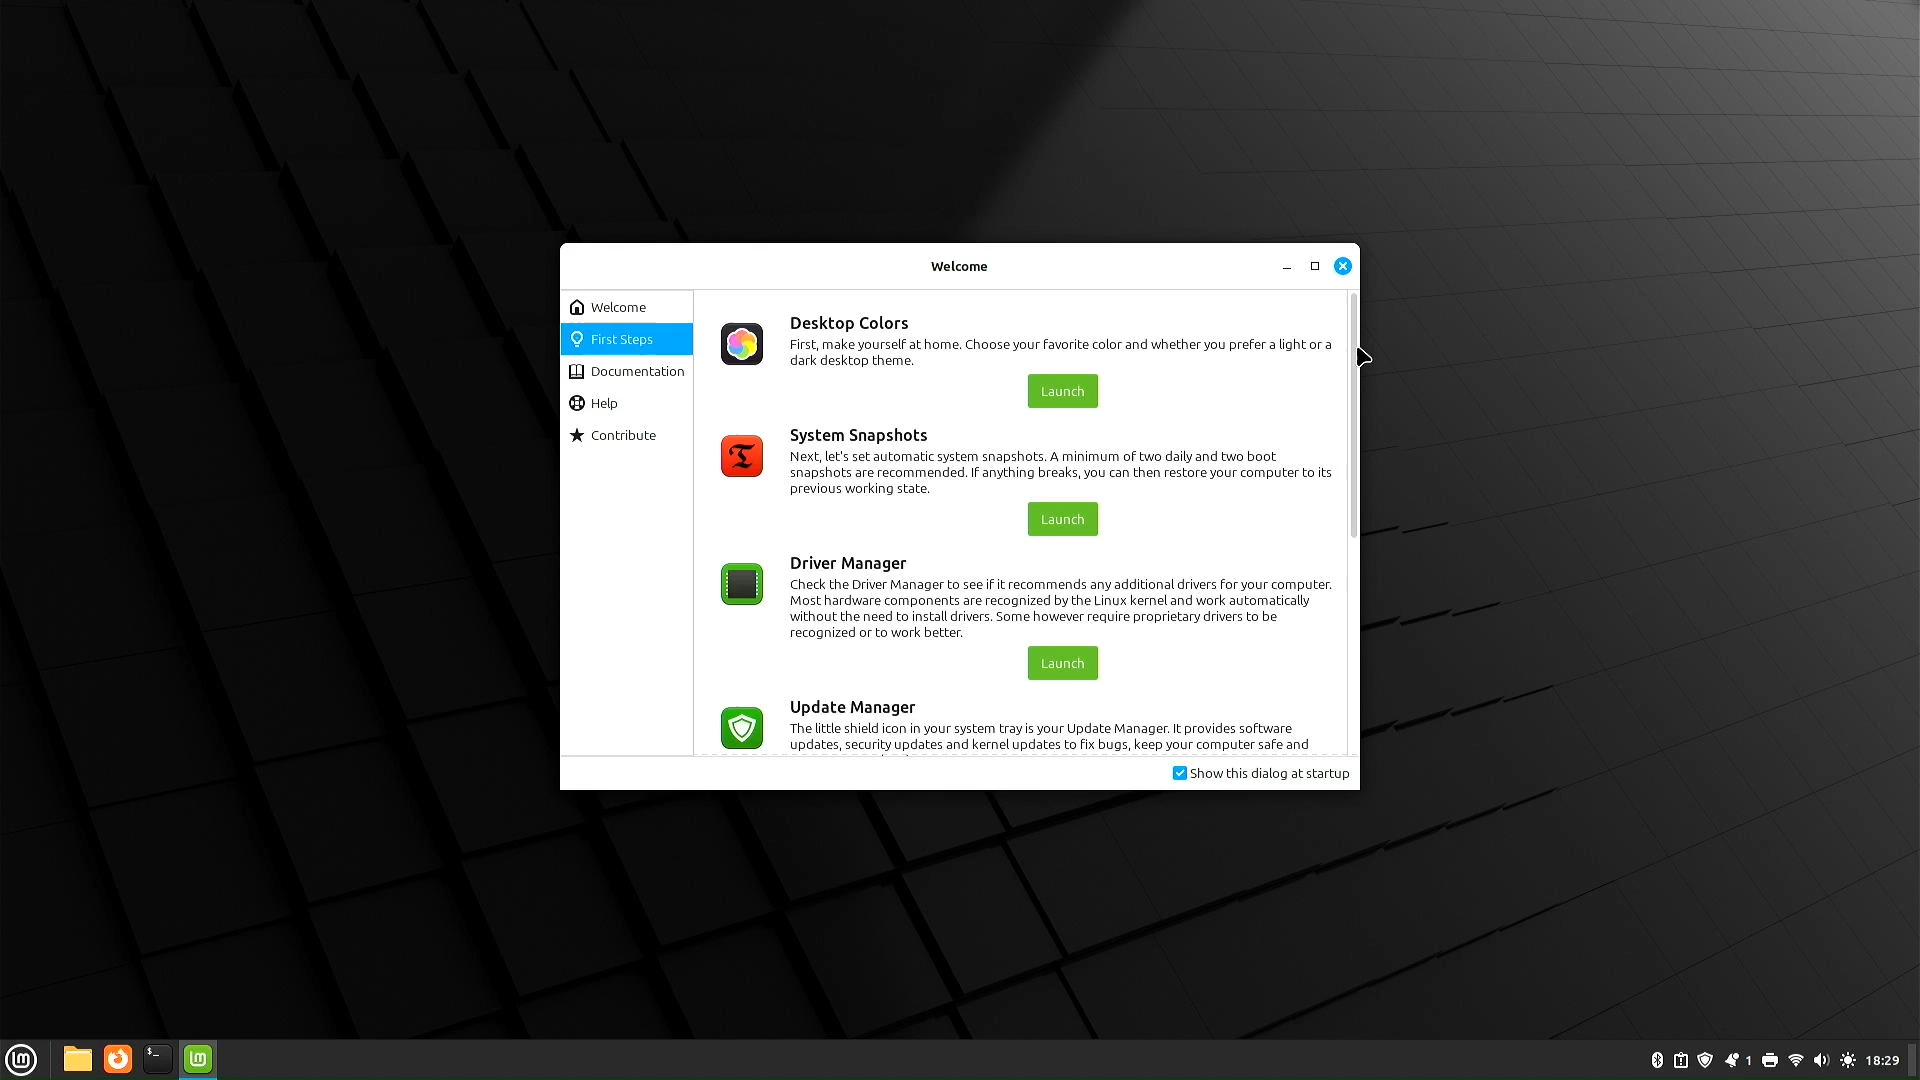 Welcome
Welcome
First Steps
Documentation
Help
Contribute
Desktop Colors
First, make yourself at home. Choose your favorite color and whether you prefer a light or a
dark desktop theme.
Launch
System Snapshots
Next, let's set automatic system snapshots. A minimum of two daily and two boot
snapshots are recommended. If anything breaks, you can then restore your computer to its
previous working state.
Launch
Driver Manager
Check the Driver Manager to see if it recommends any additional drivers for your computer.
Most hardware components are recognized by the Linux kernel and work automatically
without the need to install drivers. Some however require proprietary drivers to be
recognized or to work better.
Launch
Update Manager
The little shield icon in your system tray is your Update Manager. It provides software
updates, security updates and kernel updates to fix bugs, keep your computer safe and
Show this dialog at startup
$_
1
18:29